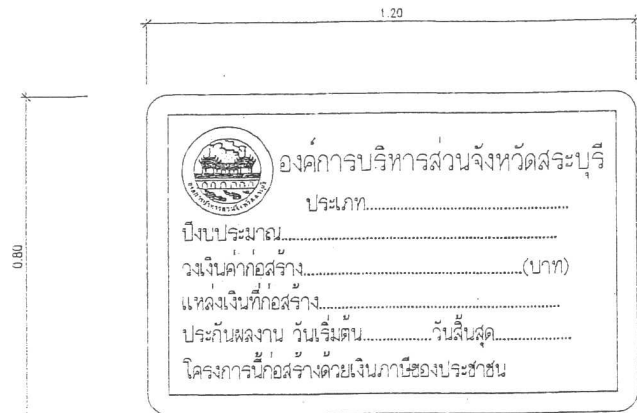 1.20
0.80
องค์การบริหารส่วนจังหวัดสระบุรี
ประเภท
ปีงบประมาณ
วงเงินค่าก่อสร้าง (บาท)
แหล่งเงินที่ก่อสร้าง
ประกันผลงาน วันเริ่มต้น วันสิ้นสุด
โครงการนี้ก่อสร้างด้วยเงินภาษีของประชาชน